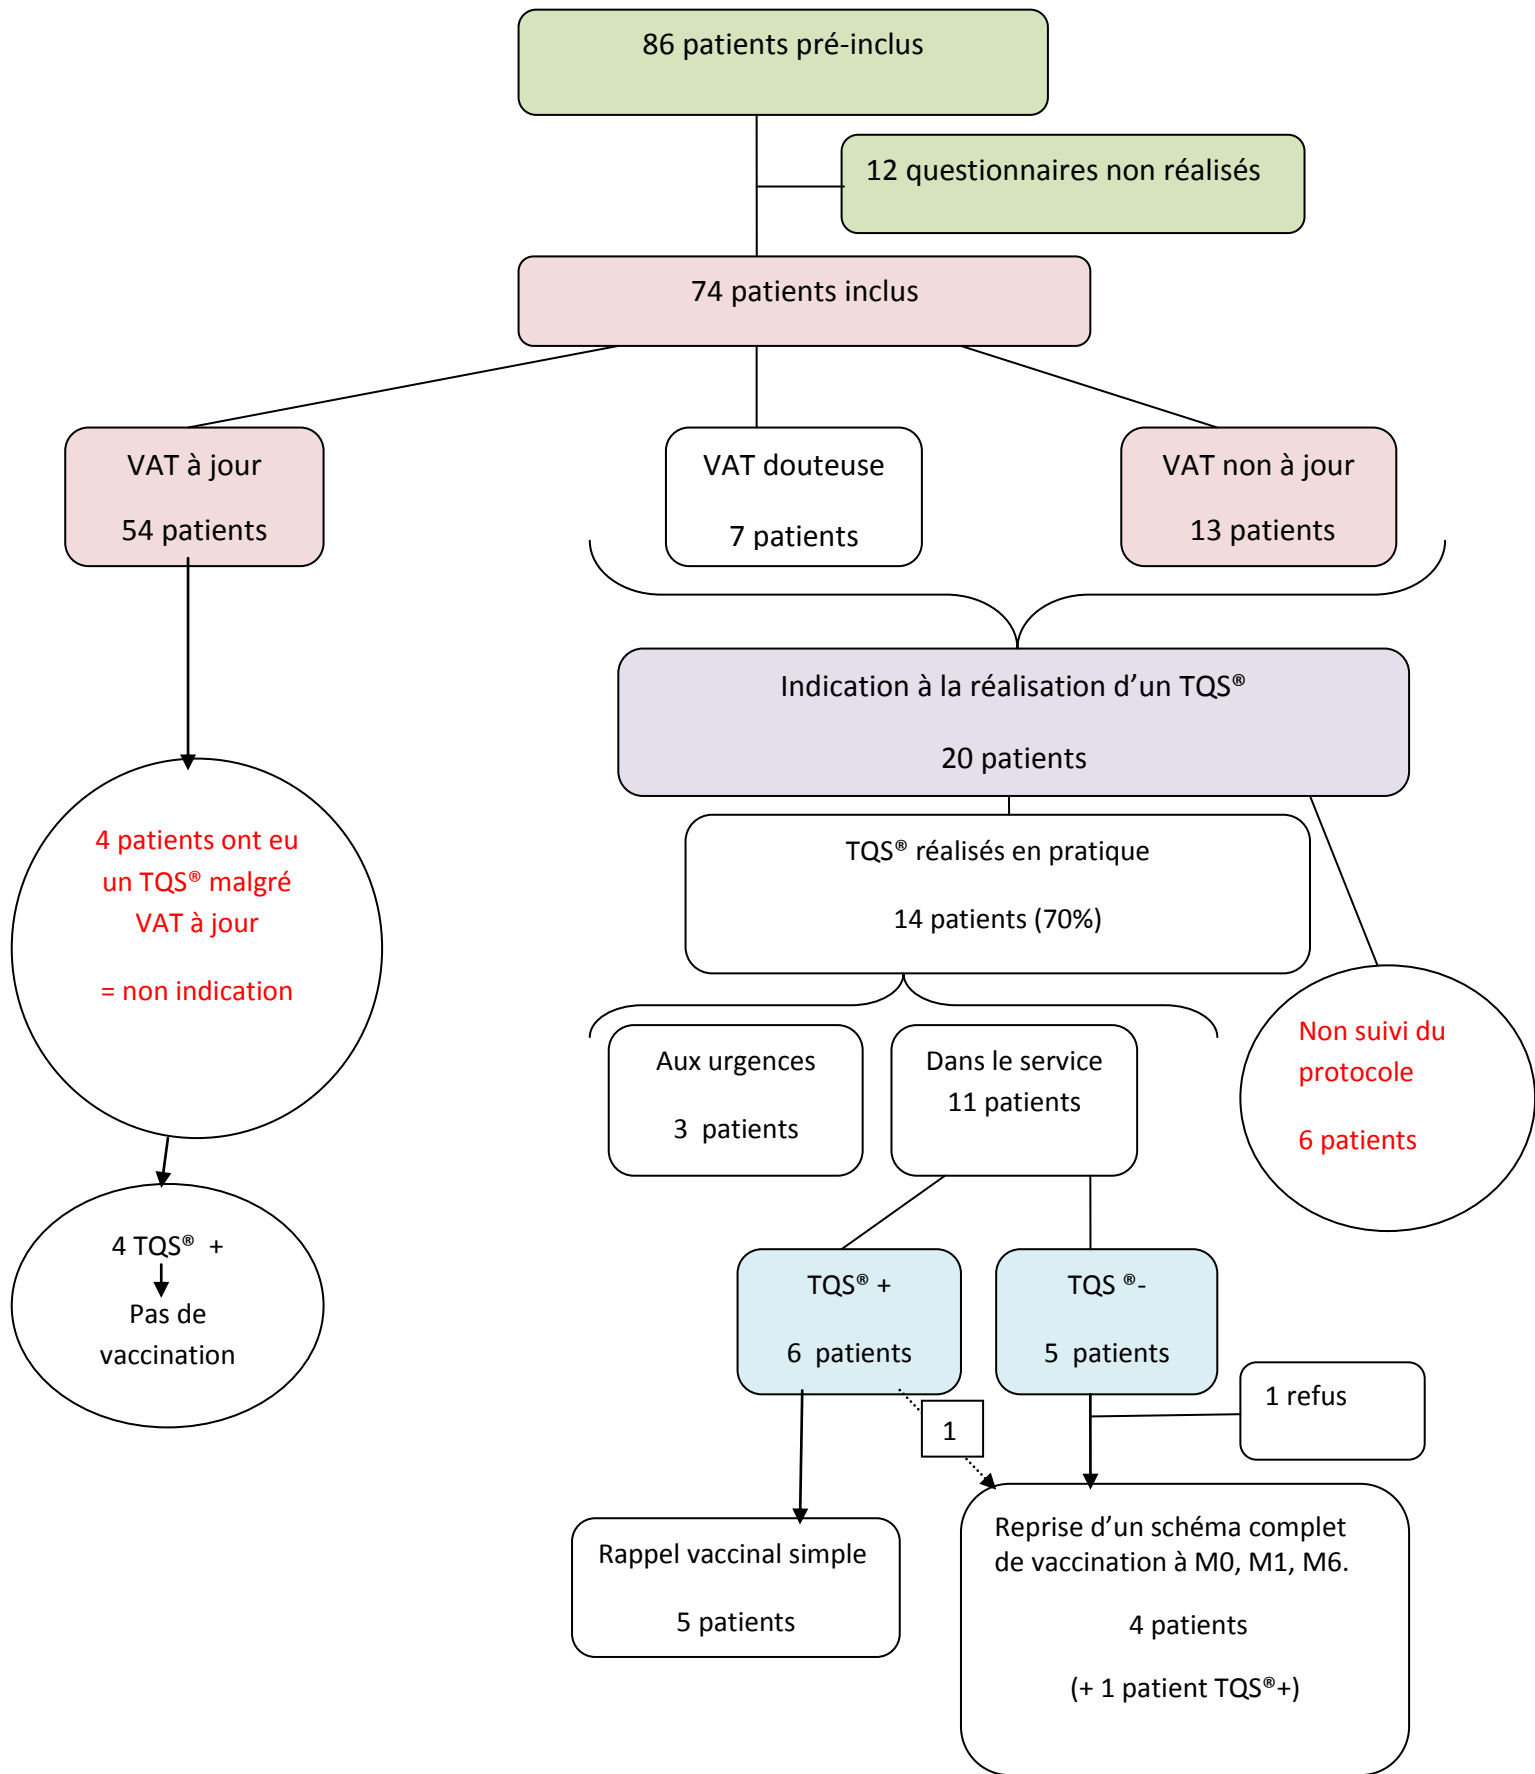 86 patients pré-inclus
12 questionnaires non réalisés
74 patients inclus
VAT à jour
54 patients
VAT douteuse
7 patients
VAT non à jour
13 patients
Indication à la réalisation d’un TQS®
20 patients
4 patients ont eu
un TQS® malgré
VAT à jour
= non indication
TQS® réalisés en pratique
14 patients (70%)
Non suivi du
protocole
6 patients
Aux urgences
3 patients
Dans le service
11 patients
4 TQS® +
Pas de
vaccination
TQS® +
6 patients
TQS ®-
5 patients
1 refus
1
Rappel vaccinal simple
5 patients
Reprise d’un schéma complet
de vaccination à M0, M1, M6.
4 patients
(+ 1 patient TQS®+)